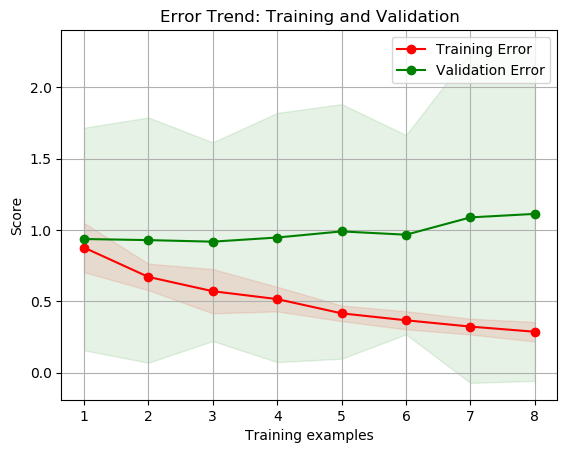 Error Trend: Training and Validation
Training Error
Validation Error
2.0
1.5
1.0
0.5
0.0
Score
1 2 3 4 5 6 7 8
Training examples